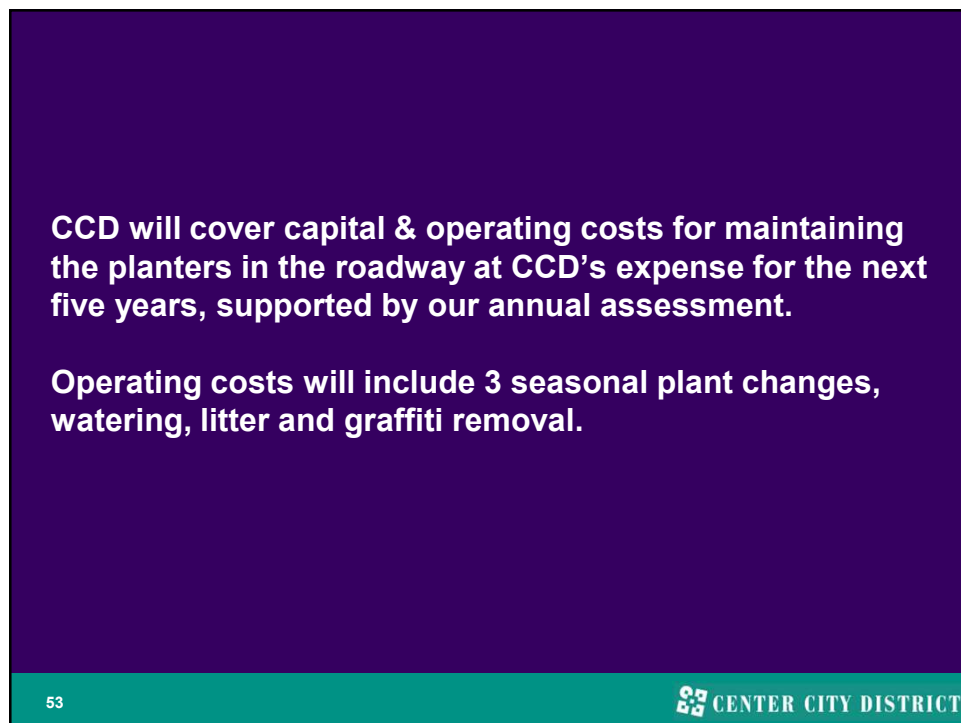 CCD will cover capital & operating costs for maintaining
the planters in the roadway at CCD’s expense for the next
five years, supported by our annual assessment.
Operating costs will include 3 seasonal plant changes,
watering, litter and graffiti removal.
53
CENTER CITY DISTRICT